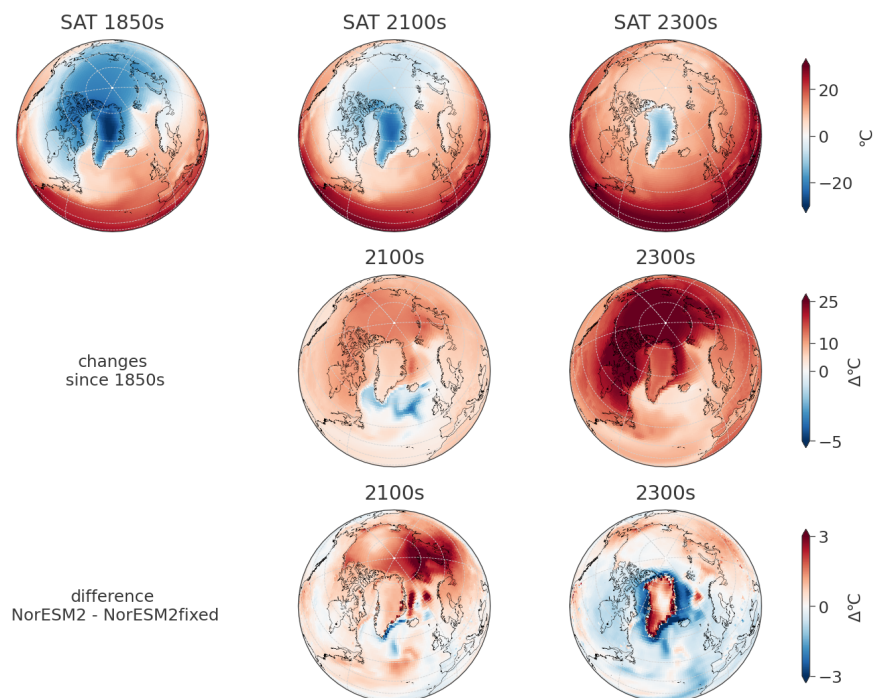 SAT 1850s
SAT 2100s
SAT 2300s
20
0
−20
°C
2100s
2300s
changes
since 1850s
25
10
0
−5
Δ°C
2100s
2300s
difference
NorESM2 - NorESM2fixed
3
0
−3
Δ°C